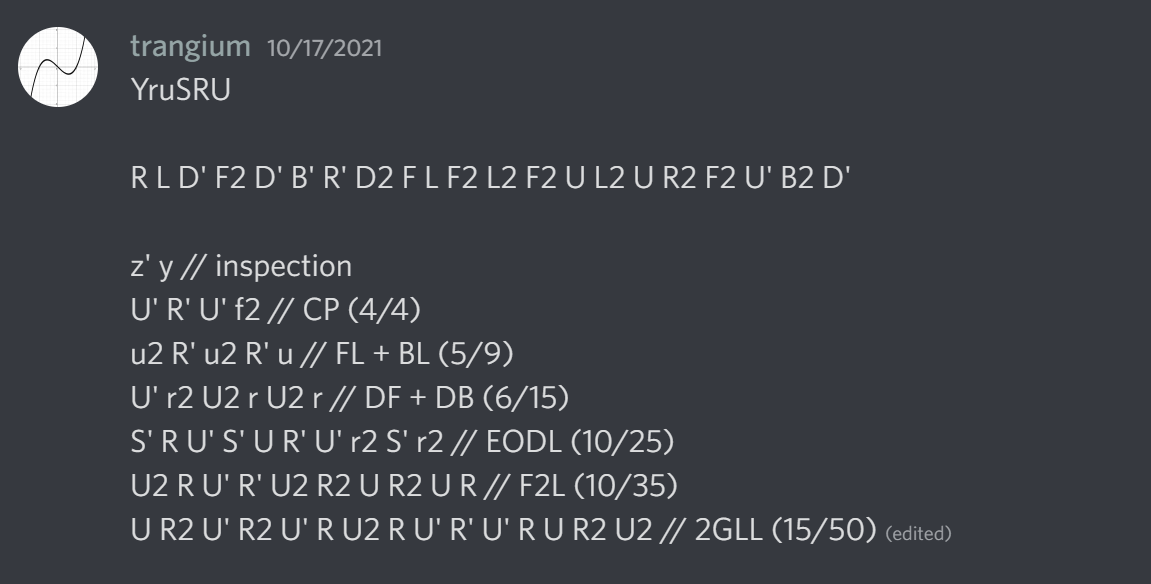 trangium 10/17/2021
YruSRU
R L D' F2 D' B' R' D2 F L F2 L2 F2 U L2 U R2 F2 U' B2 D'
z' y // inspection
U' R' U' f2 // CP (4/4)
u2 R' u2 R' u // FL + BL (5/9)
U' r2 U2 r U2 r // DF + DB (6/15)
S' R U' S' U R' U' r2 S' r2 // EODL (10/25)
U2 R U' R' U2 R2 U R2 U R // F2L (10/35)
U R2 U' R2 U' R U2 R U' R' U' R U R2 U2 // 2GLL (15/50) (edited)